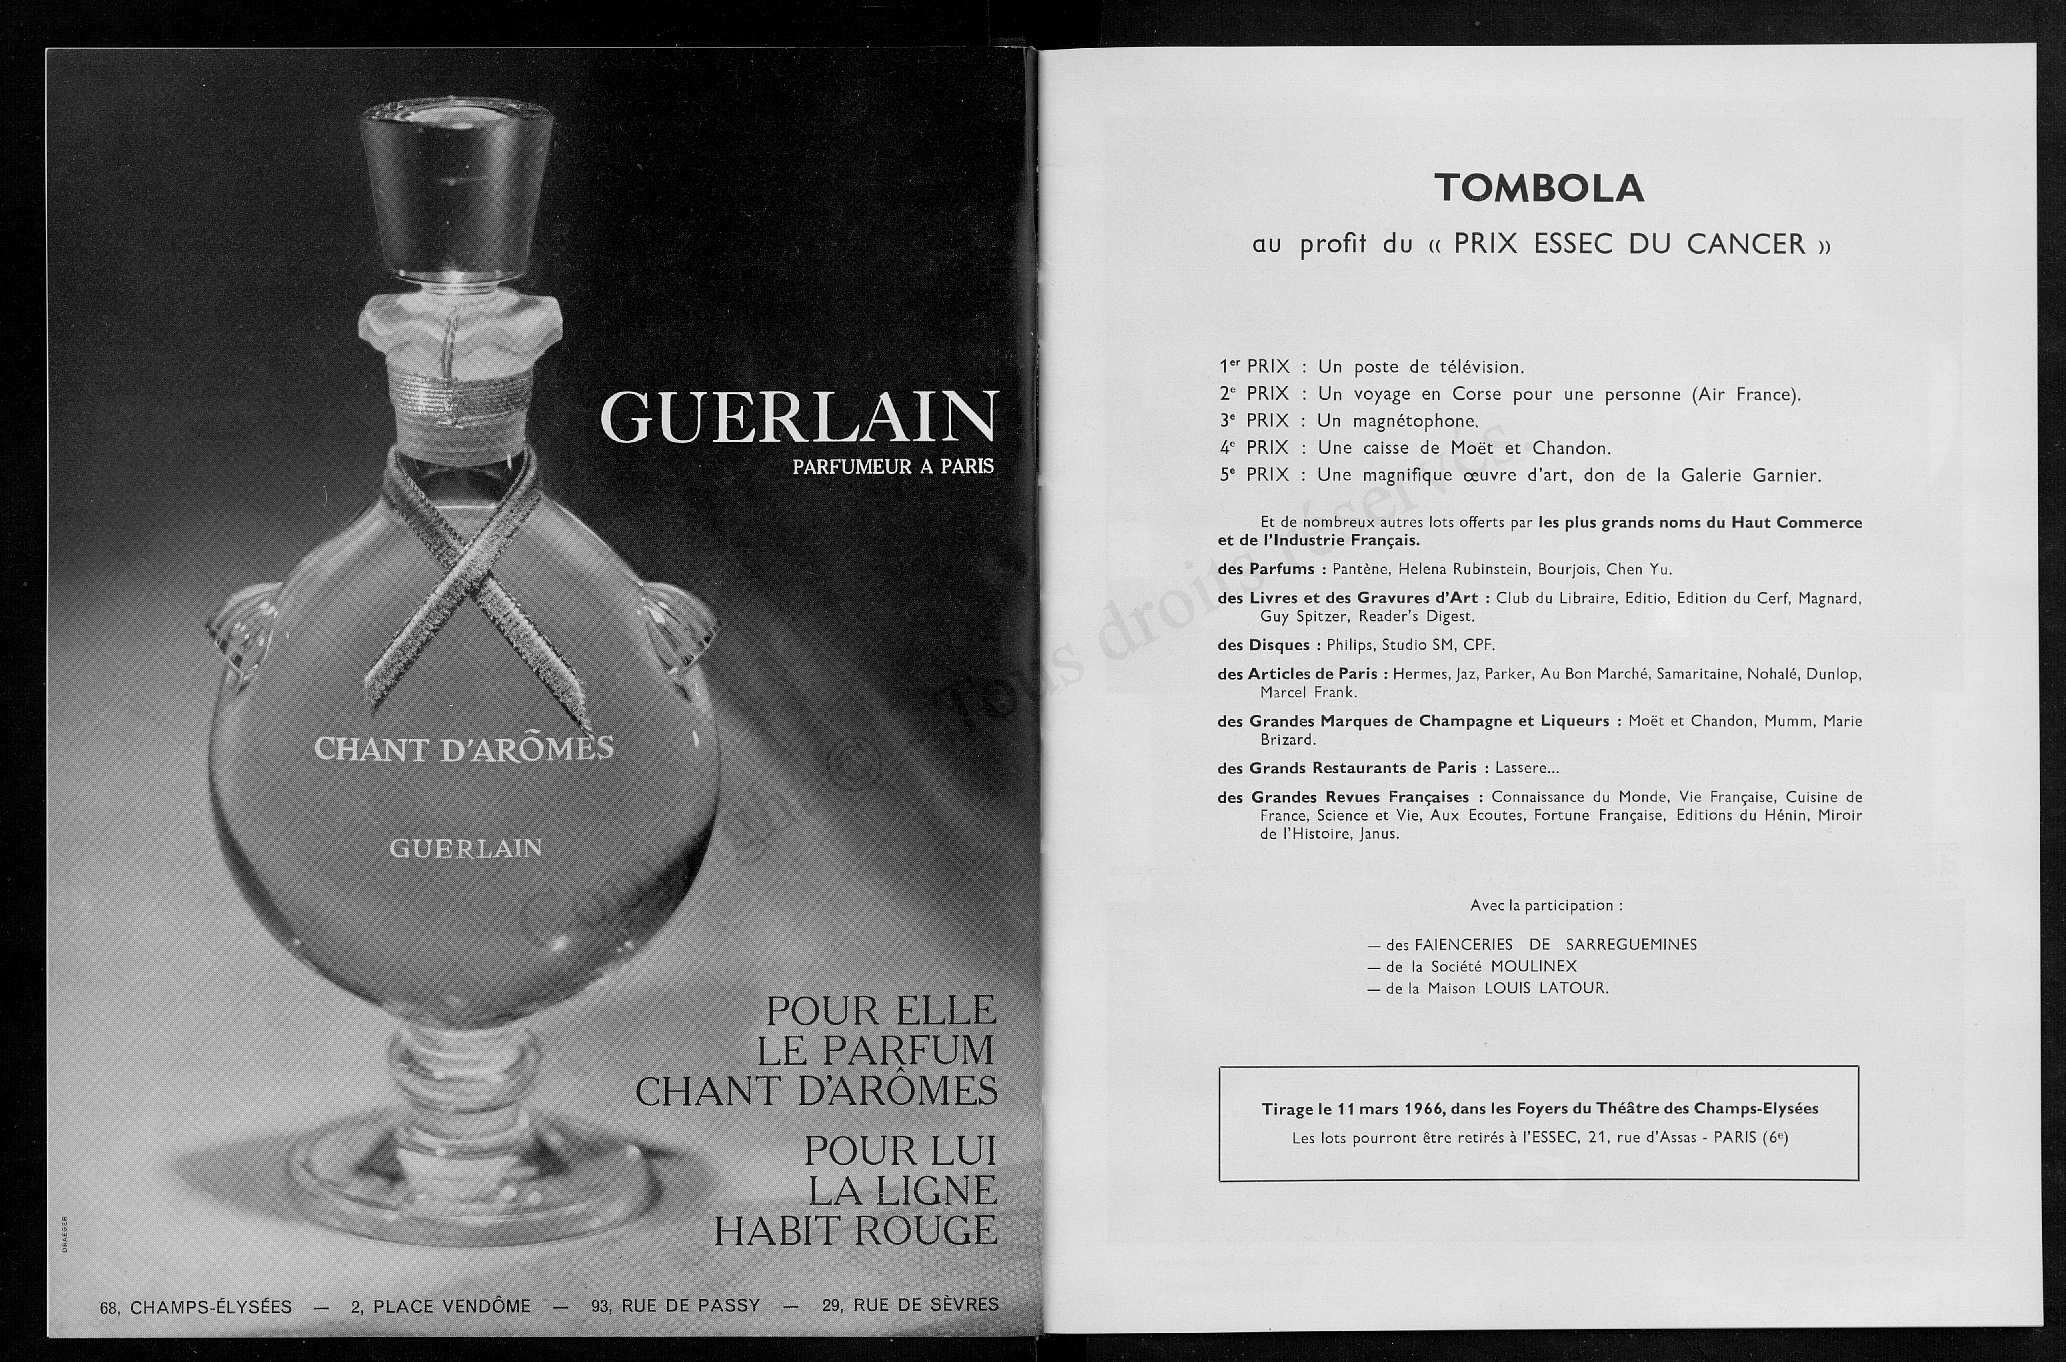 GUERLAIN
PARFUMEUR A PARIS
CHANT D'ARÔMES
GUERLAIN
POUR ELLE
LE PARFUM
CHANT D'ARÔMES
POUR LUI
LA LIGNE
HABIT ROUGE
DRAEGER
68, CHAMPS-ÉLYSÉES — 2, PLACE VENDÔME — 93, RUE DE PASSY — 29, RUE DE SÈVRES
TOMBOLA
au profit du « PRIX ESSEC DU CANCER »
1er PRIX : Un poste de télévision.
2e PRIX : Un voyage en Corse pour une personne (Air France).
3e PRIX : Un magnétophone.
4e PRIX : Une caisse de Moët et Chandon.
5e PRIX : Une magnifique œuvre d'art, don de la Galerie Garnier.
Et de nombreux autres lots offerts par les plus grands noms du Haut Commerce
et de l'Industrie Français.
des Parfums : Pantène, Helena Rubinstein, Bourjois, Chen Yu.
des Livres et des Gravures d'Art : Club du Libraire, Editio, Edition du Cerf, Magnard,
Guy Spitzer, Reader's Digest.
des Disques : Philips, Studio SM, CPF.
des Articles de Paris : Hermes, Jaz, Parker, Au Bon Marché, Samaritaine, Nohalé, Dunlop,
Marcel Frank.
des Grandes Marques de Champagne et Liqueurs : Moët et Chandon, Mumm, Marie
Brizard.
des Grands Restaurants de Paris : Lassere...
des Grandes Revues Françaises : Connaissance du Monde, Vie Française, Cuisine de
France, Science et Vie, Aux Ecoutes, Fortune Française, Editions du Hénin, Miroir
de l'Histoire, Janus.
Avec la participation :
— des FAIENCERIES DE SARREGUEMINES
— de la Société MOULINEX
— de la Maison LOUIS LATOUR.
Tirage le 11 mars 1966, dans les Foyers du Théâtre des Champs-Elysées
Les lots pourront être retirés à l'ESSEC, 21, rue d'Assas - PARIS (6e)
Copyright © Tous droits réservés.